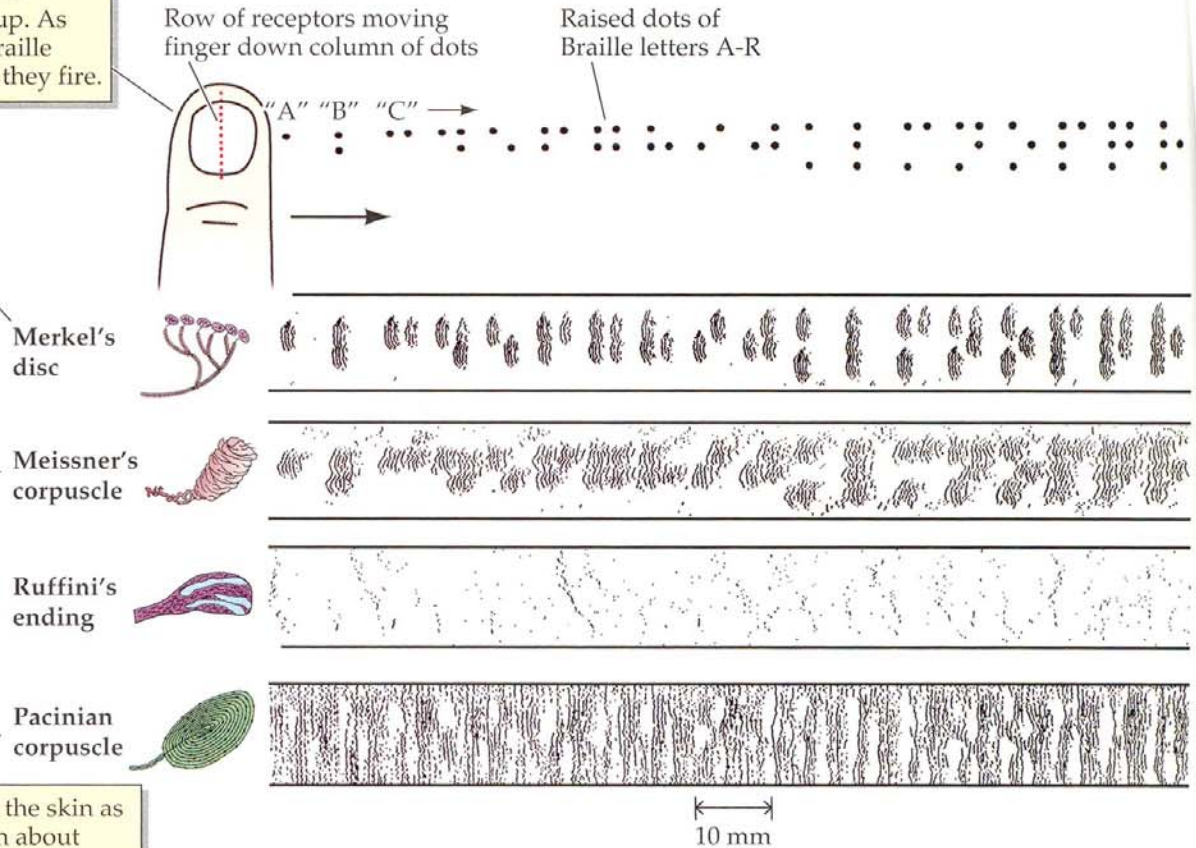 up. As
raille
they fire.
Row of receptors moving
finger down column of dots
Raised dots of
Braille letters A-R
“A” “B” “C”
Merkel’s
disc
Meissner’s
corpuscle
Ruffini’s
ending
Pacinian
corpuscle
the skin as
about
10 mm